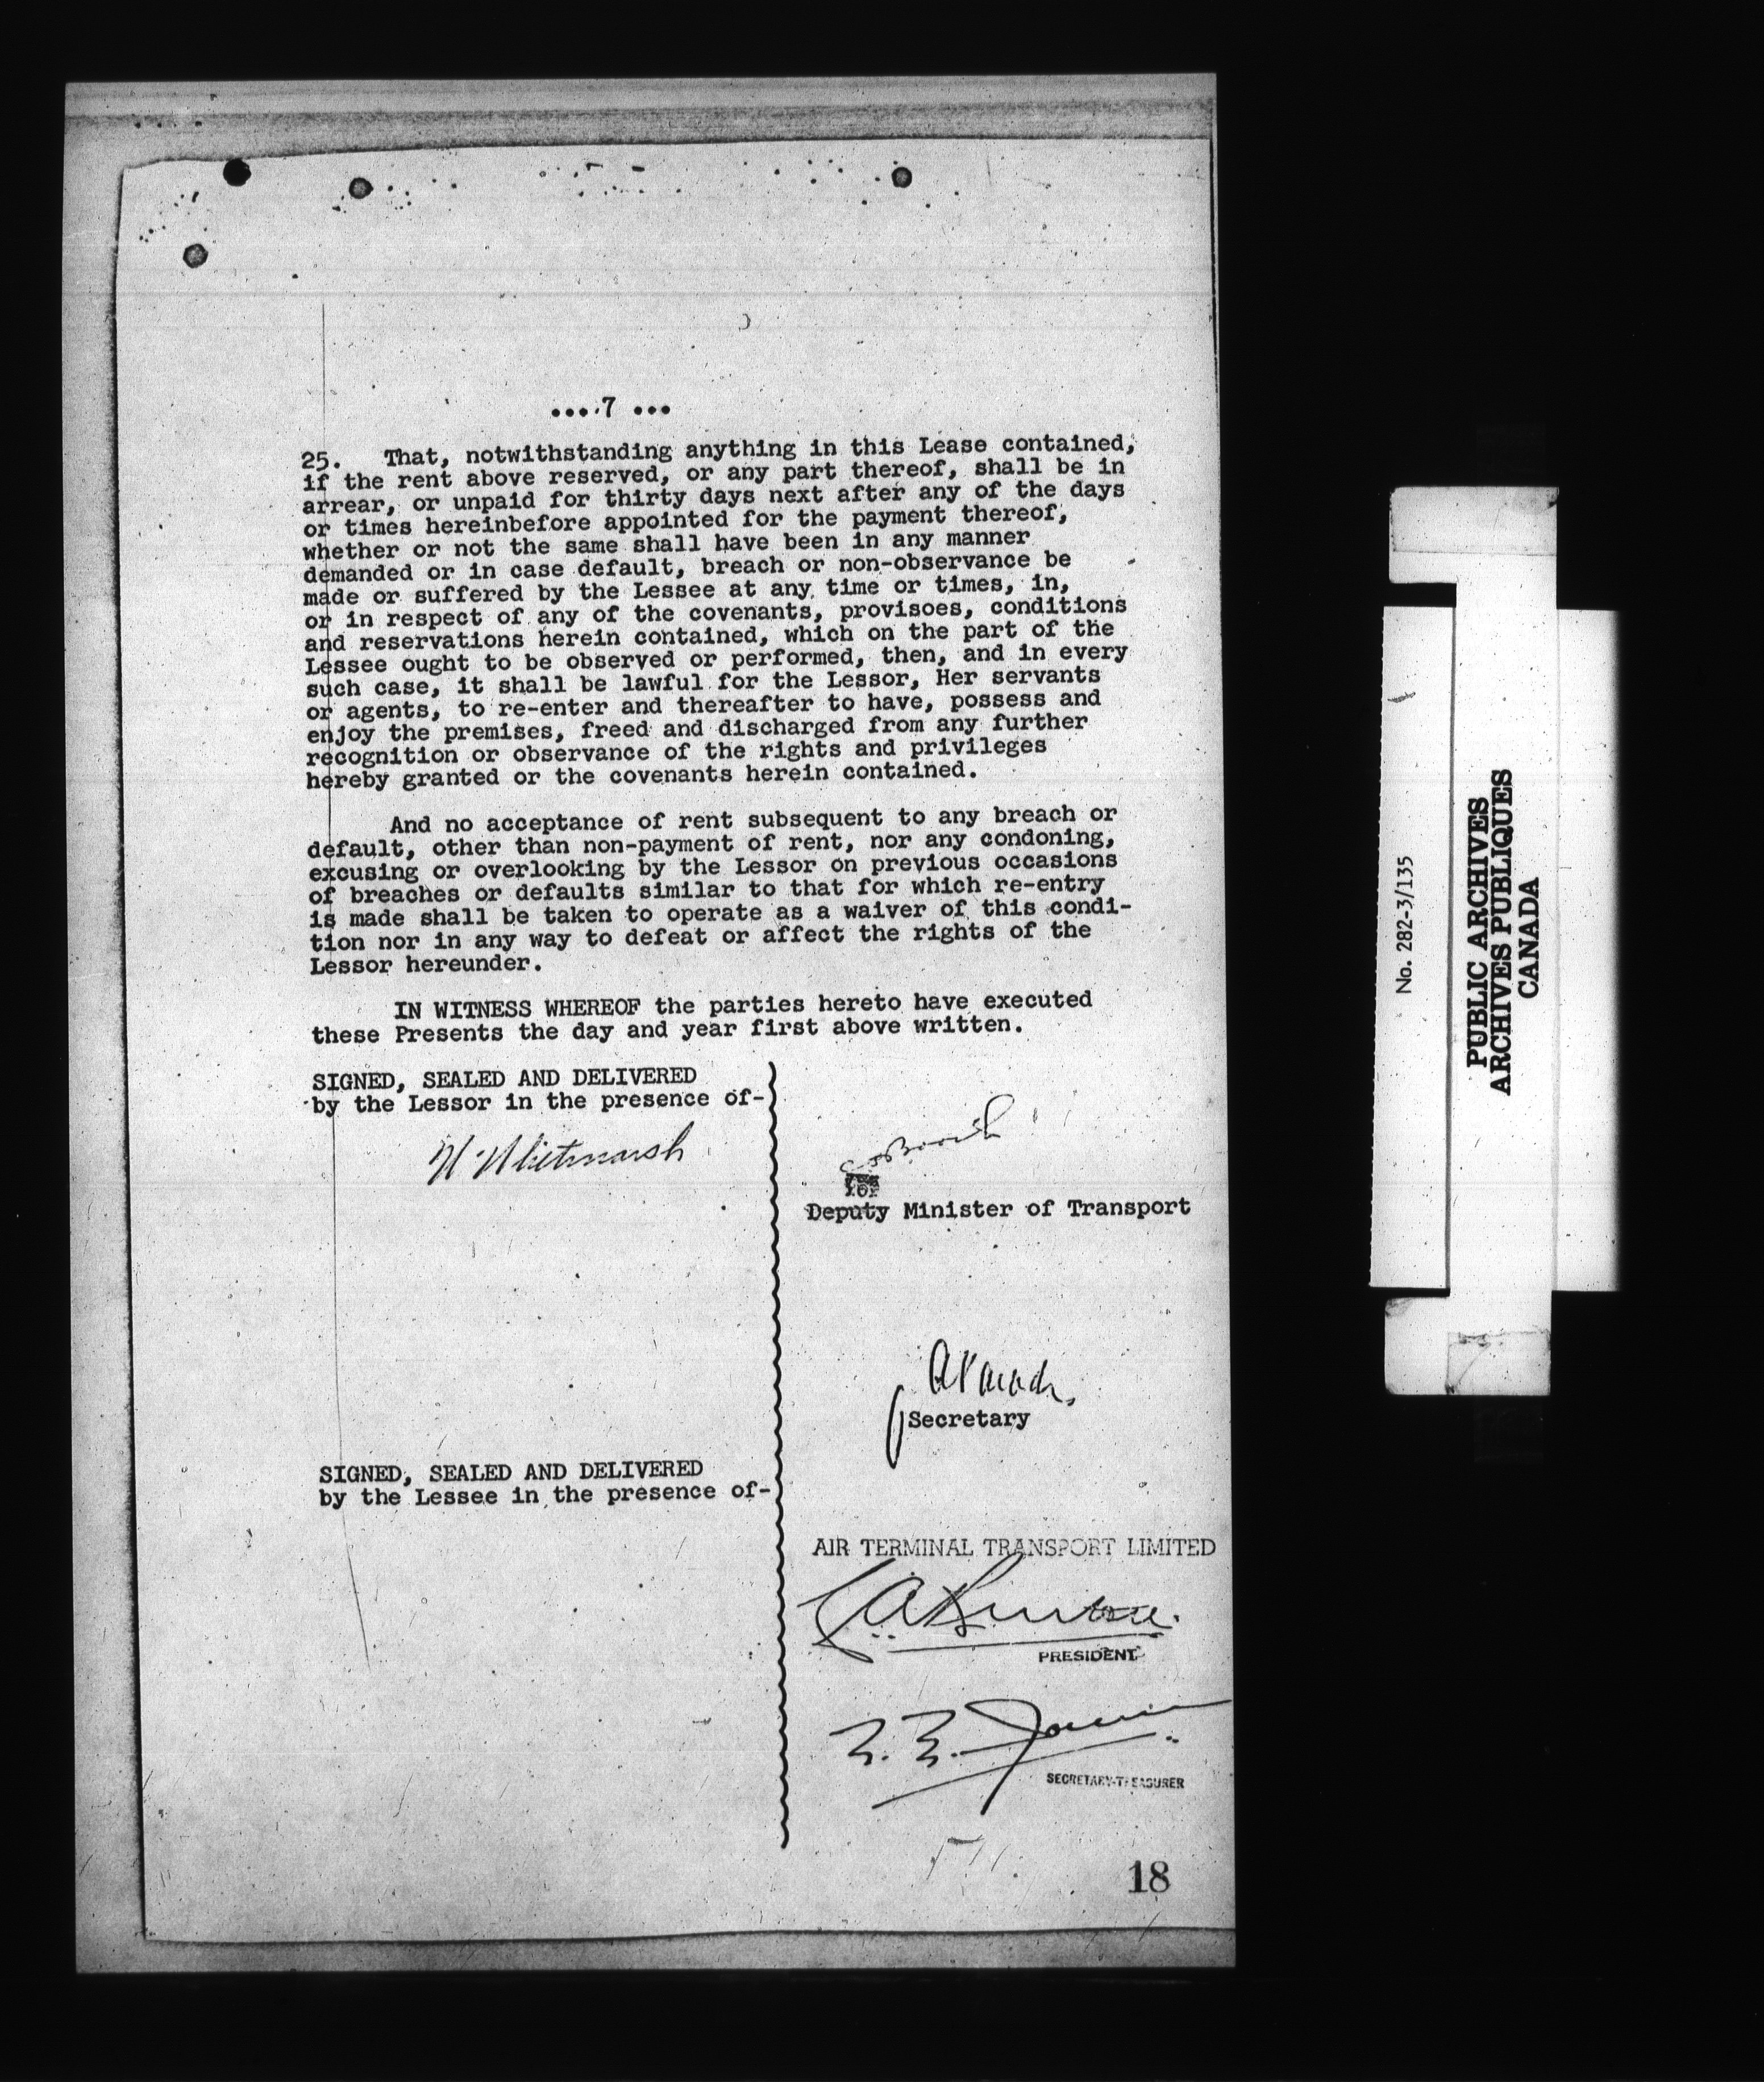 ....7 ...
25. That, notwithstanding anything in this Lease contained,
if the rent above reserved, or any part thereof, shall be in
arrear, or unpaid for thirty days next after any of the days
or times hereinbefore appointed for the payment thereof,
whether or not the same shall have been in any manner
demanded or in case default, breach or non-observance be
made or suffered by the Lessee at any time or times, in,
or in respect of any of the covenants, provisoes, conditions
and reservations herein contained, which on the part of the
Lessee ought to be observed or performed, then, and in every
such case, it shall be lawful for the Lessor, Her servants
or agents, to re-enter and thereafter to have, possess and
enjoy the premises, freed and discharged from any further
recognition or observance of the rights and privileges
hereby granted or the covenants herein contained.
And no acceptance of rent subsequent to any breach or
default, other than non-payment of rent, nor any condoning,
excusing or overlooking by the Lessor on previous occasions
of breaches or defaults similar to that for which re-entry
is made shall be taken to operate as a waiver of this condi-
tion nor in any way to defeat or affect the rights of the
Lessor hereunder.
IN WITNESS WHEREOF the parties hereto have executed
these Presents the day and year first above written.
SIGNED, SEALED AND DELIVERED
by the Lessor in the presence of-
Whitmarsh
for
Deputy Minister of Transport
Secretary
SIGNED, SEALED AND DELIVERED
by the Lessee in the presence of-
AIR TERMINAL TRANSPORT LIMITED
PRESIDENT
SECRETARY-TREASURER
18
No. 282-3/135
PUBLIC ARCHIVES
ARCHIVES PUBLIQUES
CANADA